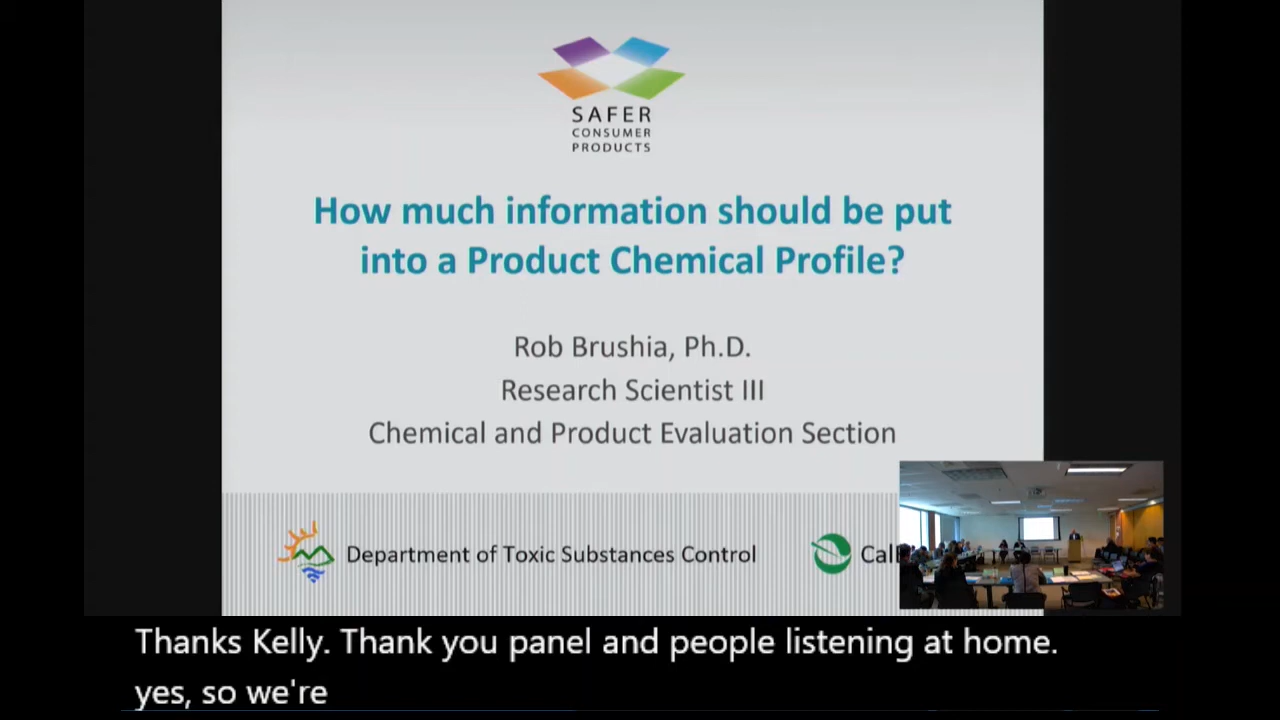 SAFER
CONSUMER
PRODUCTS
How much information should be put
into a Product Chemical Profile?
Rob Brushia, Ph.D.
Research Scientist III
Chemical and Product Evaluation Section
Department of Toxic Substances Control
Thanks Kelly. Thank you panel and people listening at home.
yes, so we're